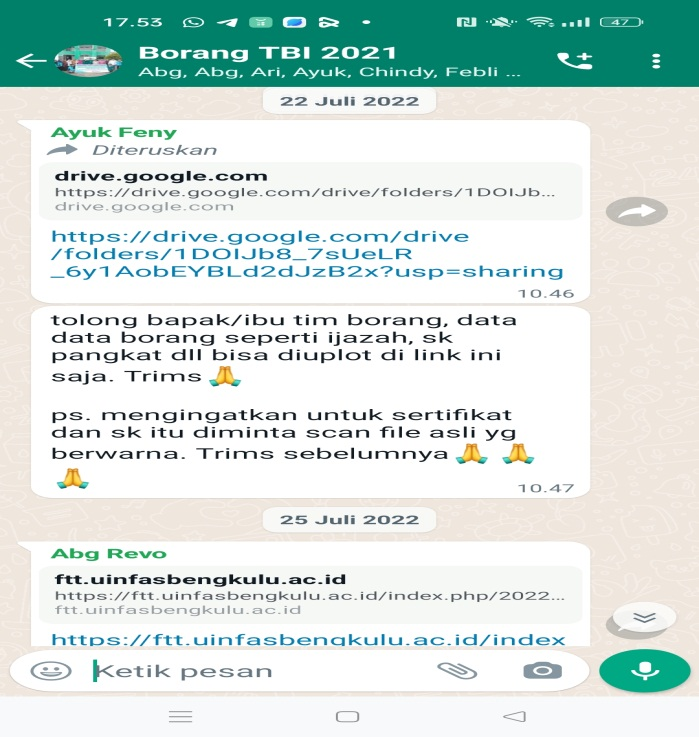 17.53
47
Borang TBI 2021
Abg, Abg, Ari, Ayuk, Chindy, Febli ...
22 Juli 2022
Ayuk Feny
Diteruskan
drive.google.com
https://drive.google.com/drive/folders/1DOIJb...
drive.google.com
https://drive.google.com/drive
/folders/1DOIJb8_7sUeLR
_6y1AobEYBLd2dJzB2x?usp=sharing
10.46
tolong bapak/ibu tim borang, data
data borang seperti ijazah, sk
pangkat dll bisa diuplot di link ini
saja. Trims 🙏
ps. mengingatkan untuk sertifikat
dan sk itu diminta scan file asli yg
berwarna. Trims sebelumnya 🙏 🙏
🙏
10.47
25 Juli 2022
Abg Revo
ftt.uinfasbengkulu.ac.id
https://ftt.uinfasbengkulu.ac.id/index.php/2022...
ftt.uinfasbengkulu.ac.id
https://ftt.uinfasbengkulu.ac.id/index
Ketik pesan